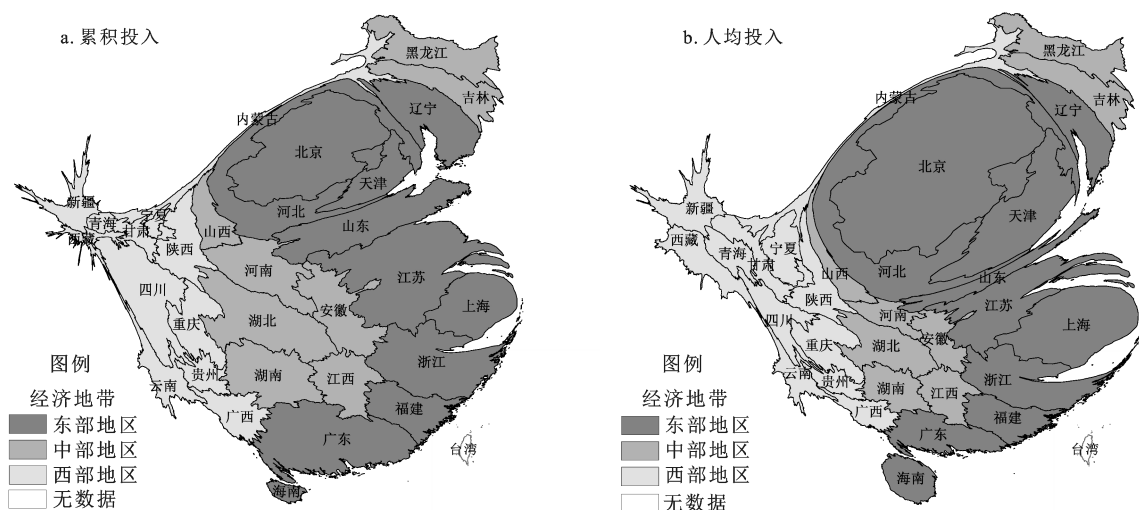 a. 累积投入
黑龙江
吉林
辽宁
内蒙古
北京
天津
河北
山东
新疆
青海
宁夏
甘肃
西藏
陕西
山西
河南
江苏
四川
安徽
上海
重庆
湖北
浙江
云南
贵州
湖南
江西
福建
广西
广东
台湾
海南
图例
经济地带
东部地区
中部地区
西部地区
无数据
b. 人均投入
黑龙江
吉林
辽宁
内蒙古
北京
天津
新疆
西藏
青海
甘肃
宁夏
山西
河北
山东
陕西
河南
江苏
四川
安徽
上海
重庆
湖北
浙江
云南
贵州
湖南
江西
福建
广西
广东
台湾
海南
图例
经济地带
东部地区
中部地区
西部地区
无数据